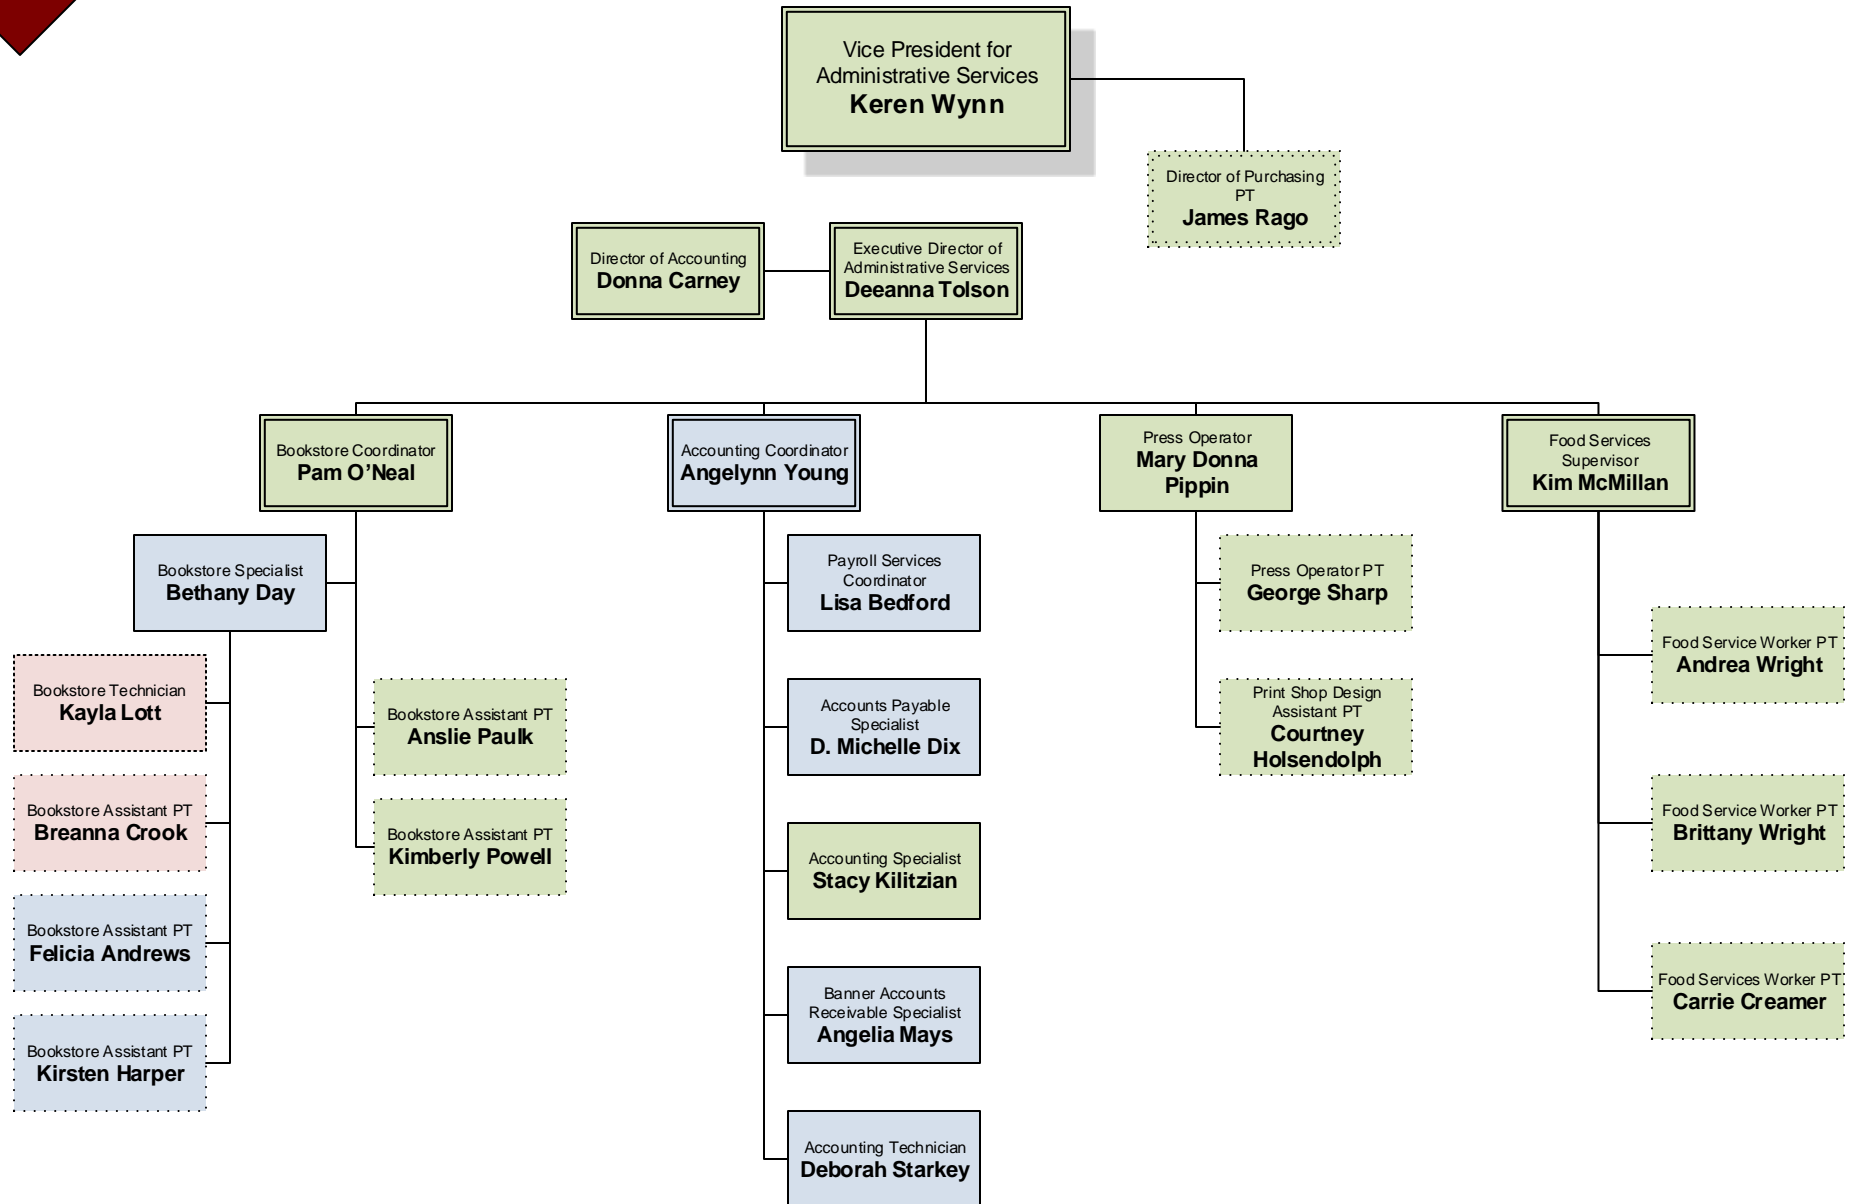 Vice President for
Administrative Services
Keren Wynn
Director of Purchasing
PT
James Rago
Director of Accounting
Donna Carney
Executive Director of
Administrative Services
Deeanna Tolson
Bookstore Coordinator
Pam O’Neal
Accounting Coordinator
Angelynn Young
Press Operator
Mary Donna
Pippin
Food Services
Supervisor
Kim McMillan
Bookstore Specialist
Bethany Day
Bookstore Technician
Kayla Lott
Bookstore Assistant PT
Breanna Crook
Bookstore Assistant PT
Felicia Andrews
Bookstore Assistant PT
Kirsten Harper
Bookstore Assistant PT
Anslie Paulk
Bookstore Assistant PT
Kimberly Powell
Payroll Services
Coordinator
Lisa Bedford
Accounts Payable
Specialist
D. Michelle Dix
Accounting Specialist
Stacy Kilitzian
Banner Accounts
Receivable Specialist
Angelia Mays
Accounting Technician
Deborah Starkey
Press Operator PT
George Sharp
Print Shop Design
Assistant PT
Courtney
Holsendolph
Food Service Worker PT
Andrea Wright
Food Service Worker PT
Brittany Wright
Food Services Worker PT
Carrie Creamer